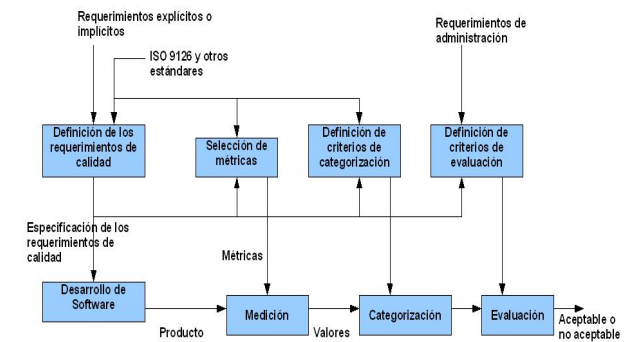 Requerimientos explícitos o
implícitos
Requerimientos de
administración
ISO 9126 y otros
estándares
Definición de los
requerimientos de
calidad
Selección de
métricas
Definición de
criterios de
categorización
Definición de
criterios de
evaluación
Especificación de los
requerimientos de
calidad
Métricas
Desarrollo de
Software
Producto
Medición
Valores
Categorización
Evaluación
Aceptable o
no aceptable